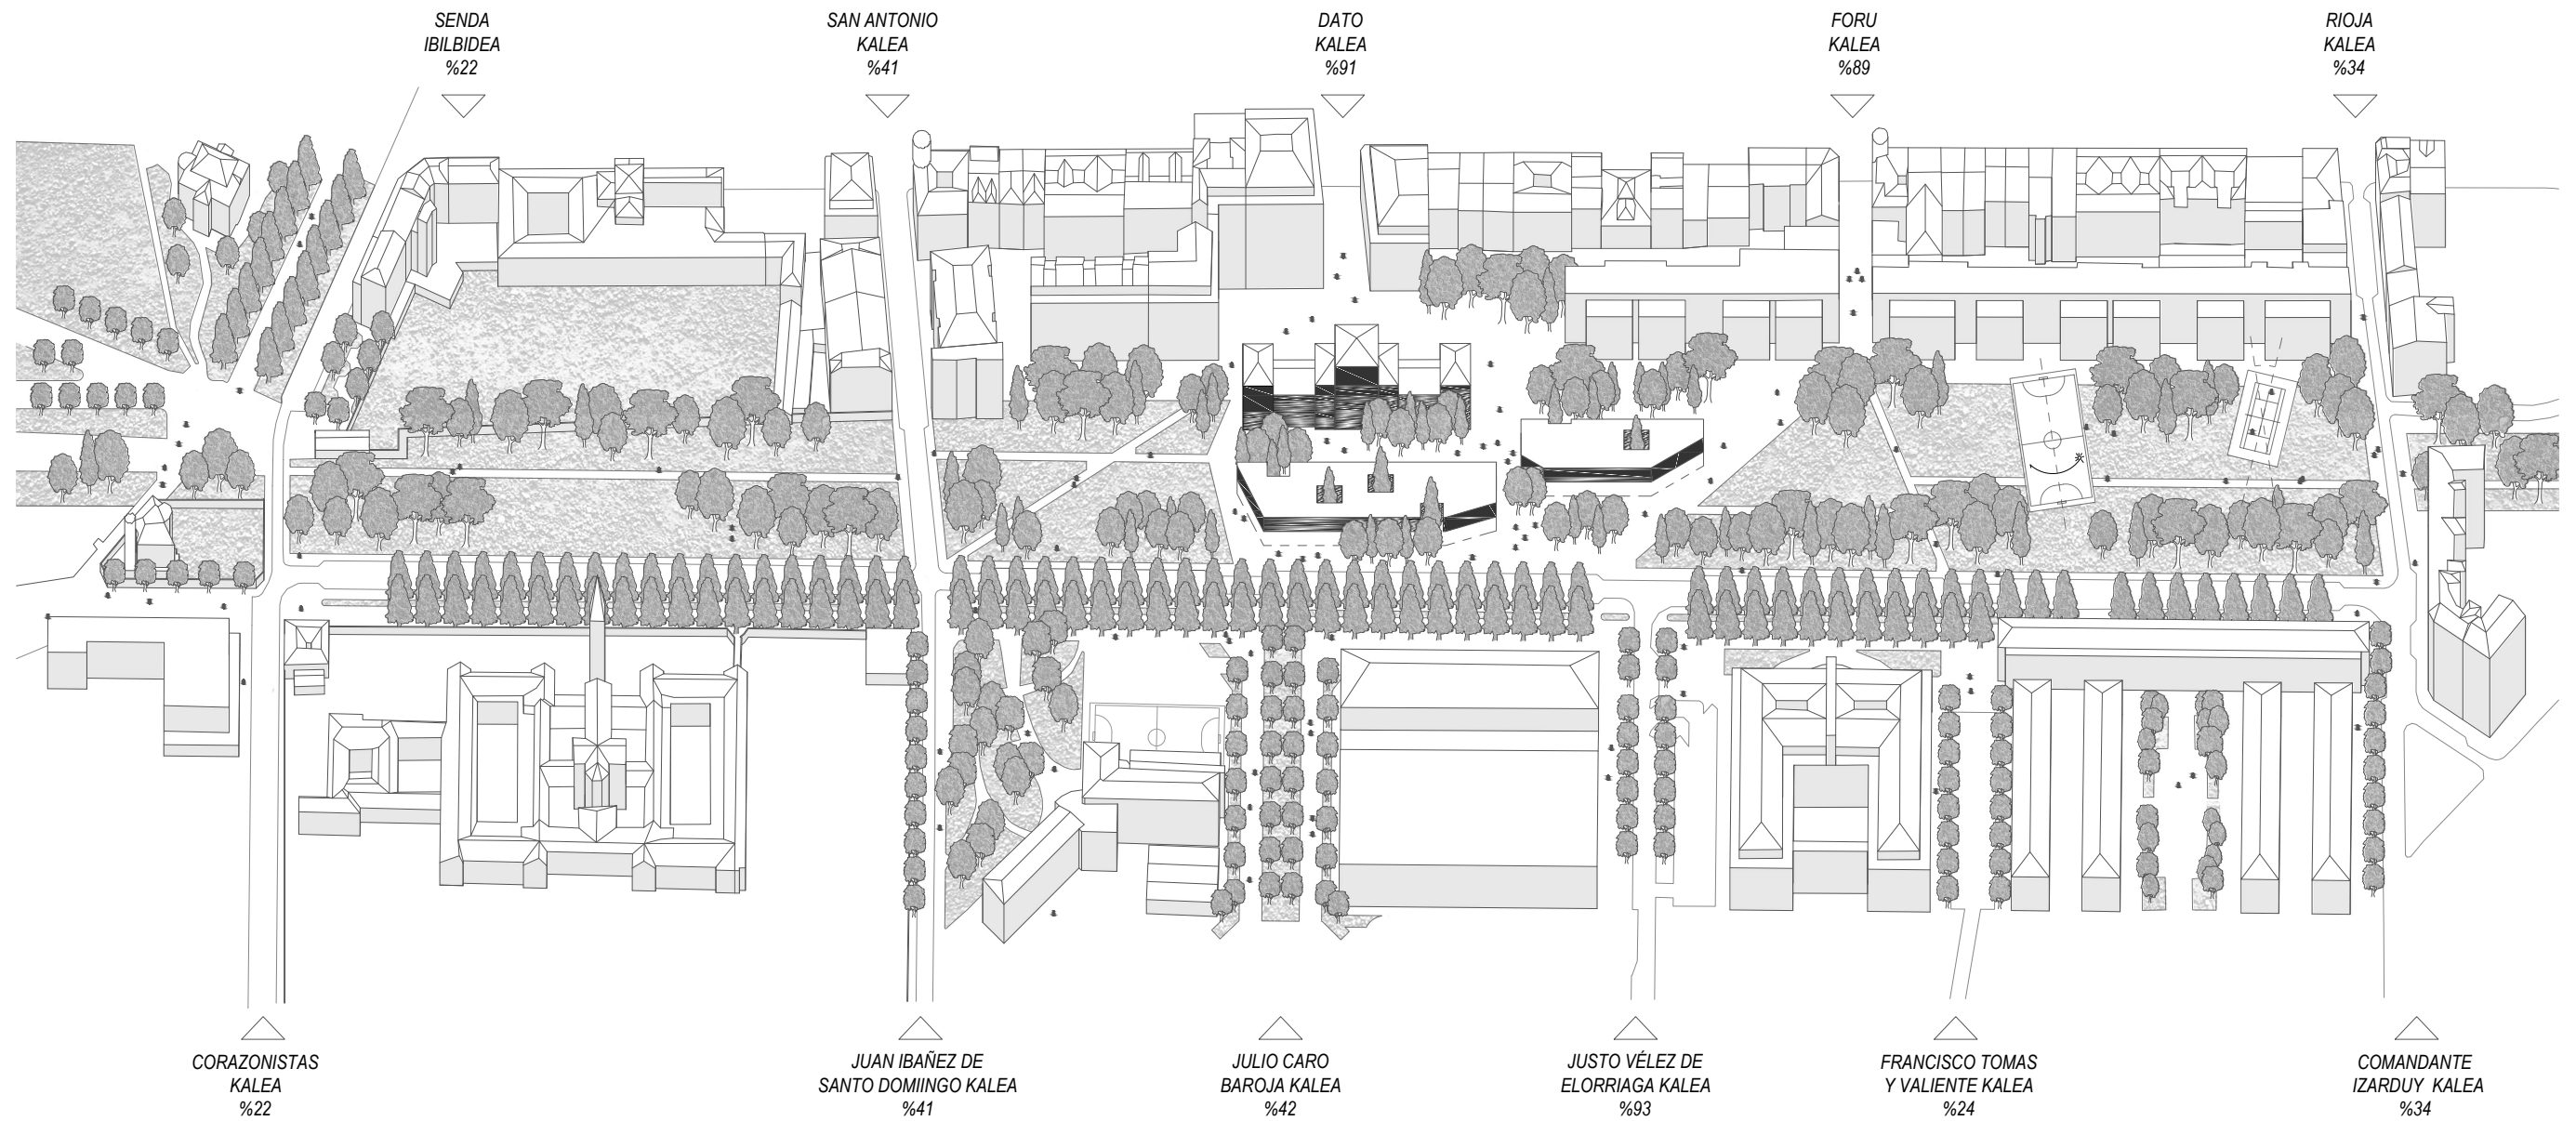 SENDA
IBILBIDEA
%22
SAN ANTONIO
KALEA
%41
DATO
KALEA
%91
FORU
KALEA
%89
RIOJA
KALEA
%34
CORAZONISTAS
KALEA
%22
JUAN IBAÑEZ DE
SANTO DOMIINGO KALEA
%41
JULIO CARO
BAROJA KALEA
%42
JUSTO VÉLEZ DE
ELORRIAGA KALEA
%93
FRANCISCO TOMAS
Y VALIENTE KALEA
%24
COMANDANTE
IZARDUY KALEA
%34